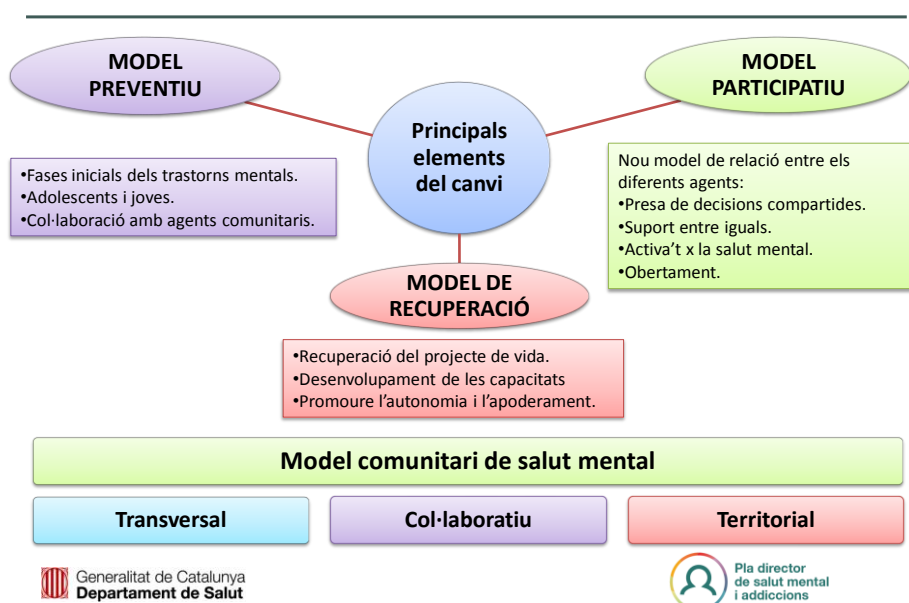 MODEL
PREVENTIU
MODEL
PARTICIPATIU
Principals
elements
del canvi
•Fases inicials dels trastorns mentals.
•Adolescents i joves.
•Col·laboració amb agents comunitaris.
Nou model de relació entre els
diferents agents:
•Presa de decisions compartides.
•Suport entre iguals.
•Activa’t x la salut mental.
•Obertament.
MODEL DE
RECUPERACIÓ
•Recuperació del projecte de vida.
•Desenvolupament de les capacitats
•Promoure l’autonomia i l’apoderament.
Model comunitari de salut mental
Transversal
Col·laboratiu
Territorial
Generalitat de Catalunya
Departament de Salut
Pla director
de salut mental
i addiccions